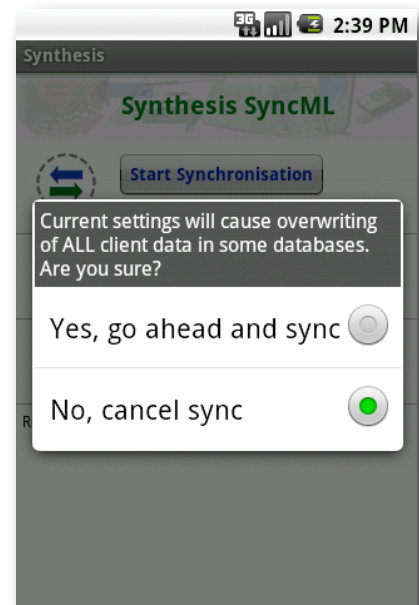 3G 2:39 PM
Synthesis
Synthesis SyncML
Start Synchronisation
Current settings will cause overwriting
of ALL client data in some databases.
Are you sure?
Yes, go ahead and sync
No, cancel sync
R